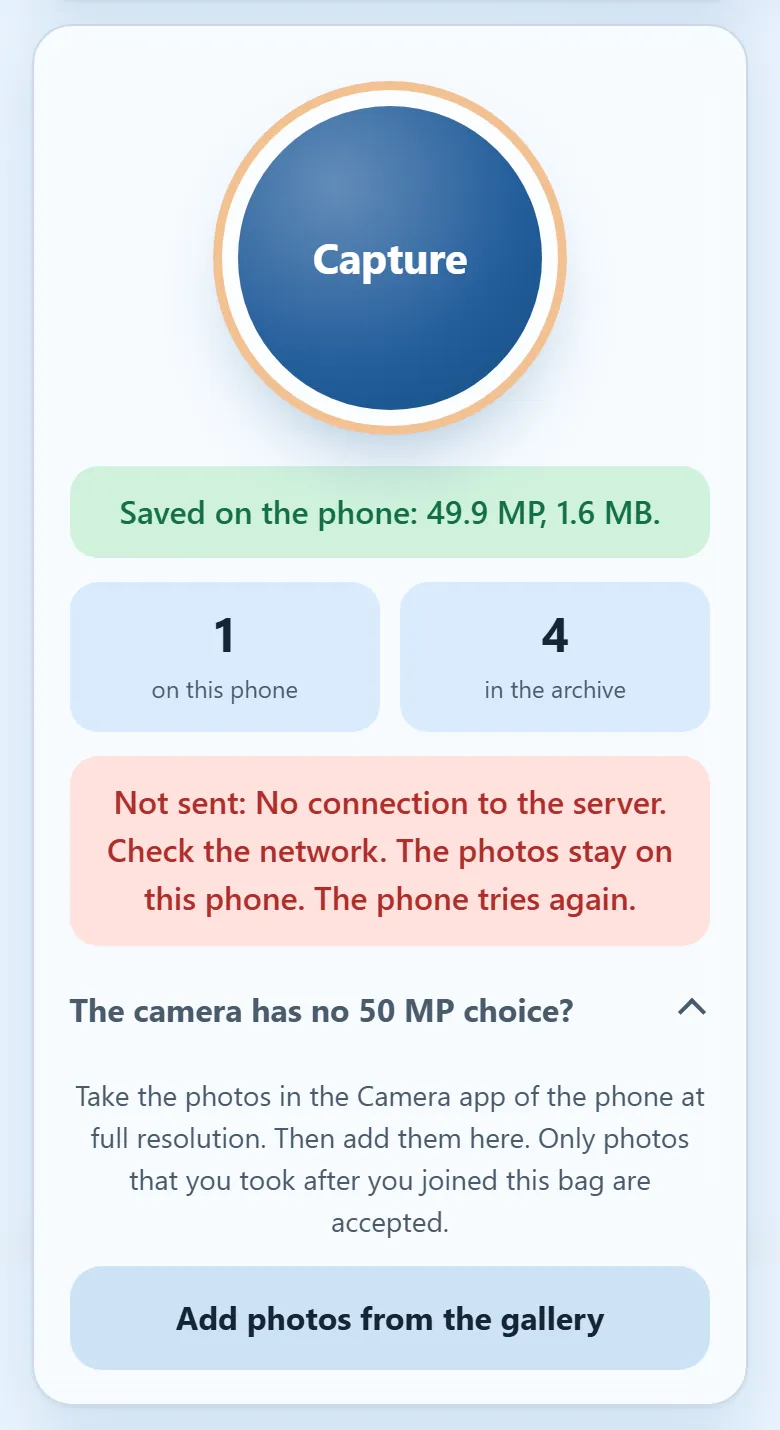 Capture
Saved on the phone: 49.9 MP, 1.6 MB.
1
on this phone
4
in the archive
Not sent: No connection to the server.
Check the network. The photos stay on
this phone. The phone tries again.
The camera has no 50 MP choice?
Take the photos in the Camera app of the phone at
full resolution. Then add them here. Only photos
that you took after you joined this bag are
accepted.
Add photos from the gallery